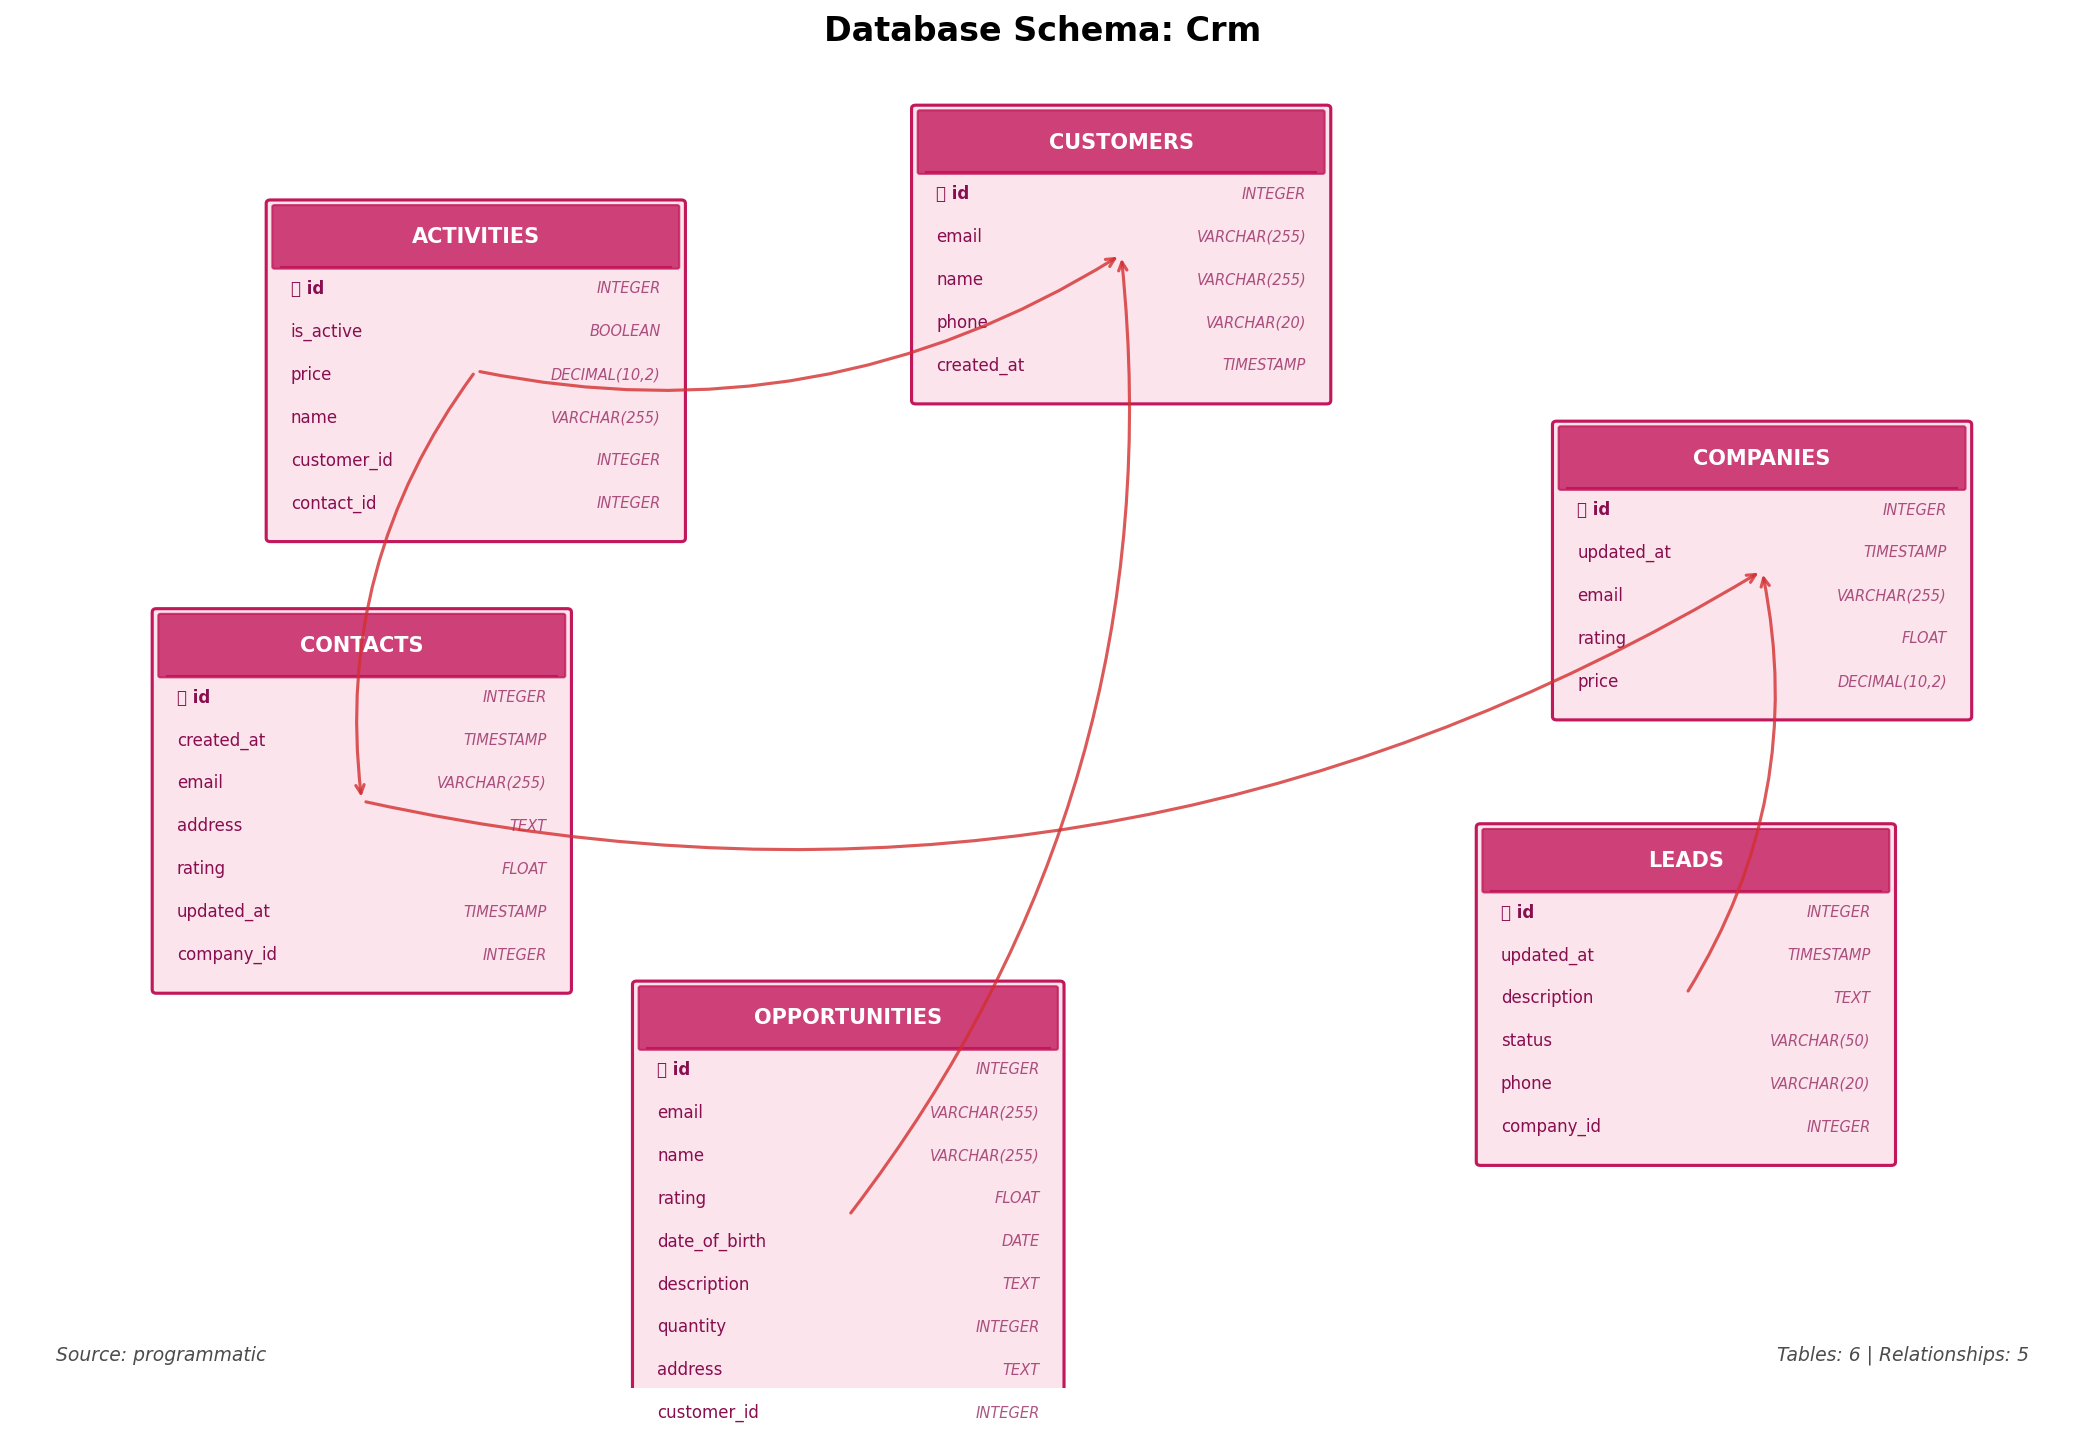 Database Schema: Crm
CUSTOMERS
id INTEGER
email VARCHAR(255)
name VARCHAR(255)
phone VARCHAR(20)
created_at TIMESTAMP
ACTIVITIES
id INTEGER
is_active BOOLEAN
price DECIMAL(10,2)
name VARCHAR(255)
customer_id INTEGER
contact_id INTEGER
COMPANIES
id INTEGER
updated_at TIMESTAMP
email VARCHAR(255)
rating FLOAT
price DECIMAL(10,2)
CONTACTS
id INTEGER
created_at TIMESTAMP
email VARCHAR(255)
address TEXT
rating FLOAT
updated_at TIMESTAMP
company_id INTEGER
LEADS
id INTEGER
updated_at TIMESTAMP
description TEXT
status VARCHAR(50)
phone VARCHAR(20)
company_id INTEGER
OPPORTUNITIES
id INTEGER
email VARCHAR(255)
name VARCHAR(255)
rating FLOAT
date_of_birth DATE
description TEXT
quantity INTEGER
address TEXT
customer_id INTEGER
Source: programmatic
Tables: 6 | Relationships: 5